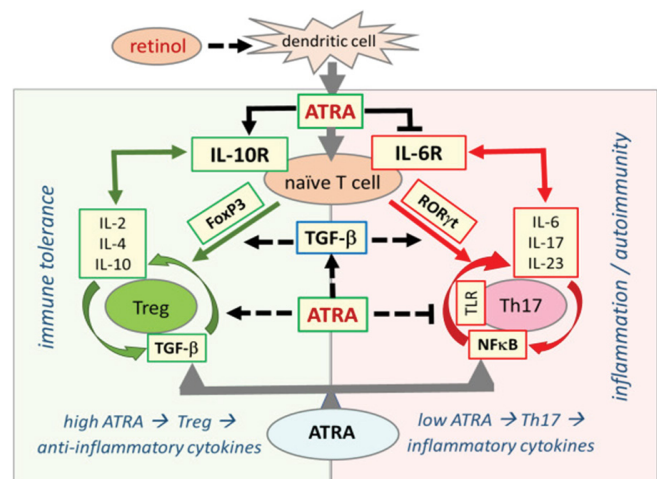 retinol
dendritic cell
ATRA
IL-10R
IL-6R
naïve T cell
FoxP3
RORγt
IL-2
IL-4
IL-10
TGF-β
IL-6
IL-17
IL-23
immune tolerance
inflammation / autoimmunity
Treg
ATRA
TLR
Th17
TGF-β
NFκB
high ATRA → Treg →
anti-inflammatory cytokines
ATRA
low ATRA → Th17 →
inflammatory cytokines